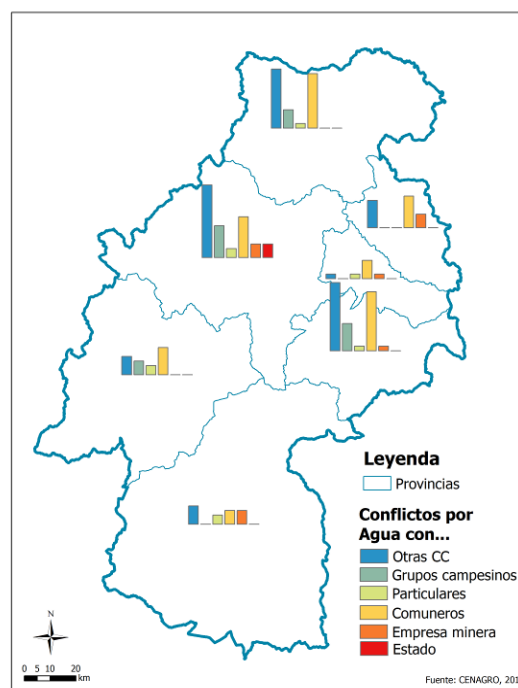 Leyenda
Provincias
Conflictos por
Agua con...
Otras CC
Grupos campesinos
Particulares
Comuneros
Empresa minera
Estado
N
0 5 10 20
km
Fuente: CENAGRO, 201